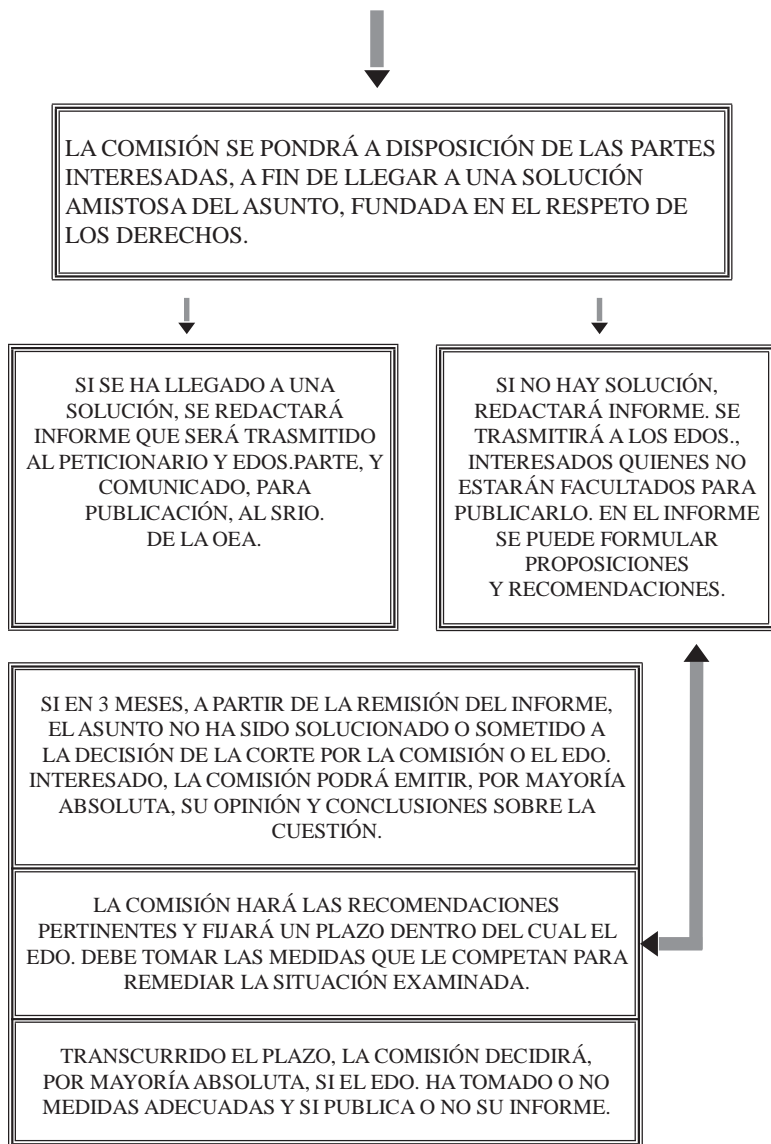 LA COMISIÓN SE PONDRÁ A DISPOSICIÓN DE LAS PARTES
INTERESADAS, A FIN DE LLEGAR A UNA SOLUCIÓN
AMISTOSA DEL ASUNTO, FUNDADA EN EL RESPETO DE
LOS DERECHOS.
SI SE HA LLEGADO A UNA
SOLUCIÓN, SE REDACTARÁ
INFORME QUE SERÁ TRASMITIDO
AL PETICIONARIO Y EDOS.PARTE, Y
COMUNICADO, PARA
PUBLICACIÓN, AL SRIO.
DE LA OEA.
SI NO HAY SOLUCIÓN,
REDACTARÁ INFORME. SE
TRASMITIRÁ A LOS EDOS.,
INTERESADOS QUIENES NO
ESTARÁN FACULTADOS PARA
PUBLICARLO. EN EL INFORME
SE PUEDE FORMULAR
PROPOSICIONES
Y RECOMENDACIONES.
SI EN 3 MESES, A PARTIR DE LA REMISIÓN DEL INFORME,
EL ASUNTO NO HA SIDO SOLUCIONADO O SOMETIDO A
LA DECISIÓN DE LA CORTE POR LA COMISIÓN O EL EDO.
INTERESADO, LA COMISIÓN PODRÁ EMITIR, POR MAYORÍA
ABSOLUTA, SU OPINIÓN Y CONCLUSIONES SOBRE LA
CUESTIÓN.
LA COMISIÓN HARÁ LAS RECOMENDACIONES
PERTINENTES Y FIJARÁ UN PLAZO DENTRO DEL CUAL EL
EDO. DEBE TOMAR LAS MEDIDAS QUE LE COMPETAN PARA
REMEDIAR LA SITUACIÓN EXAMINADA.
TRANSCURRIDO EL PLAZO, LA COMISIÓN DECIDIRÁ,
POR MAYORÍA ABSOLUTA, SI EL EDO. HA TOMADO O NO
MEDIDAS ADECUADAS Y SI PUBLICA O NO SU INFORME.